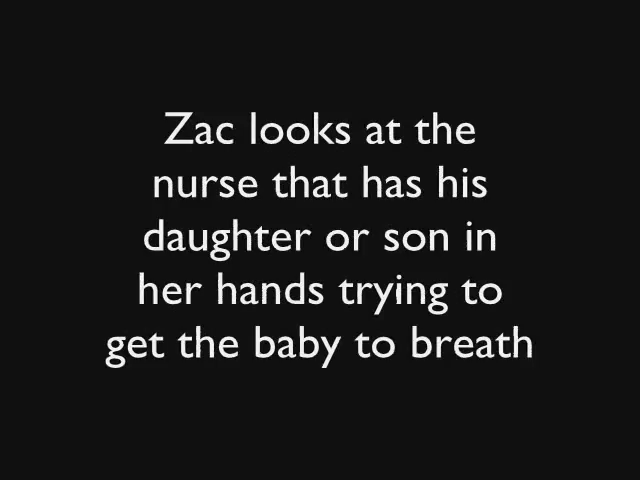 Zac looks at the
nurse that has his
daughter or son in
her hands trying to
get the baby to breath